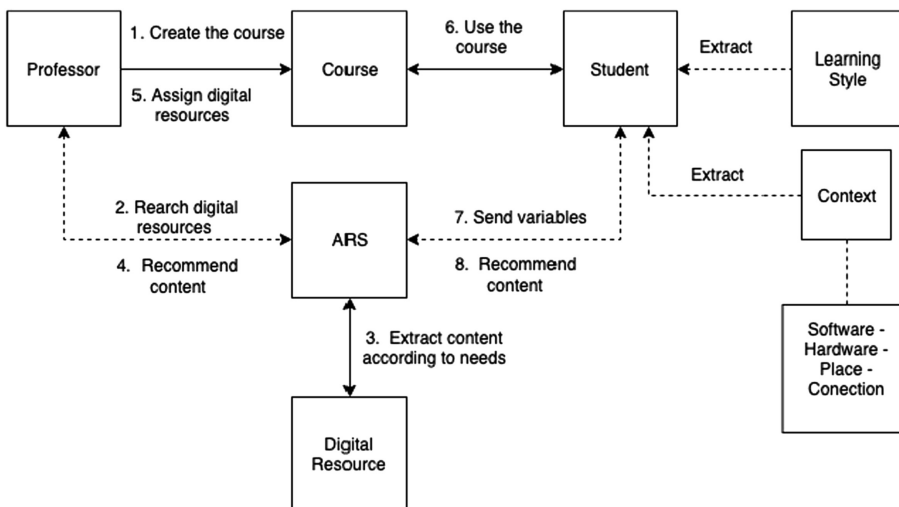 1. Create the course
6. Use the
course
Professor
Course
Student
Extract
Learning
Style
5. Assign digital
resources
Extract
Context
2. Rearch digital
resources
ARS
7. Send variables
4. Recommend
content
8. Recommend
content
3. Extract content
according to needs
Software -
Hardware -
Place -
Conection
Digital
Resource